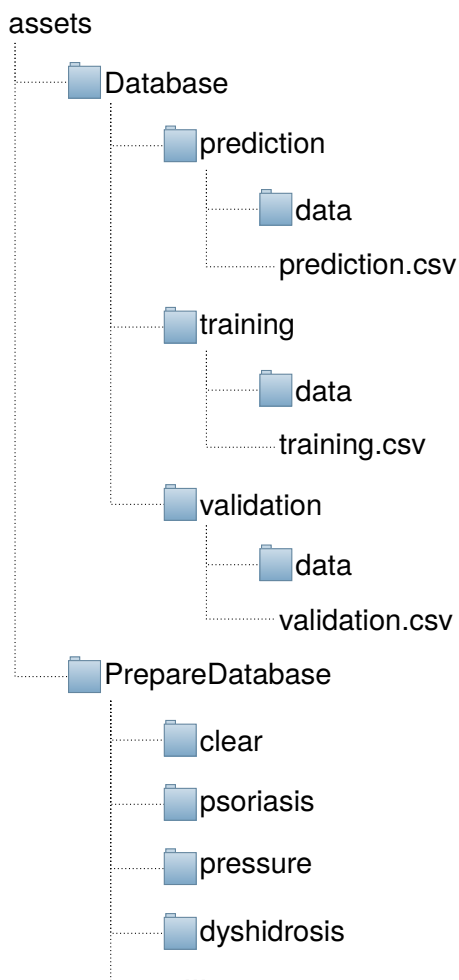 assets
Database
prediction
data
prediction.csv
training
data
training.csv
validation
data
validation.csv
PrepareDatabase
clear
psoriasis
pressure
dyshidrosis